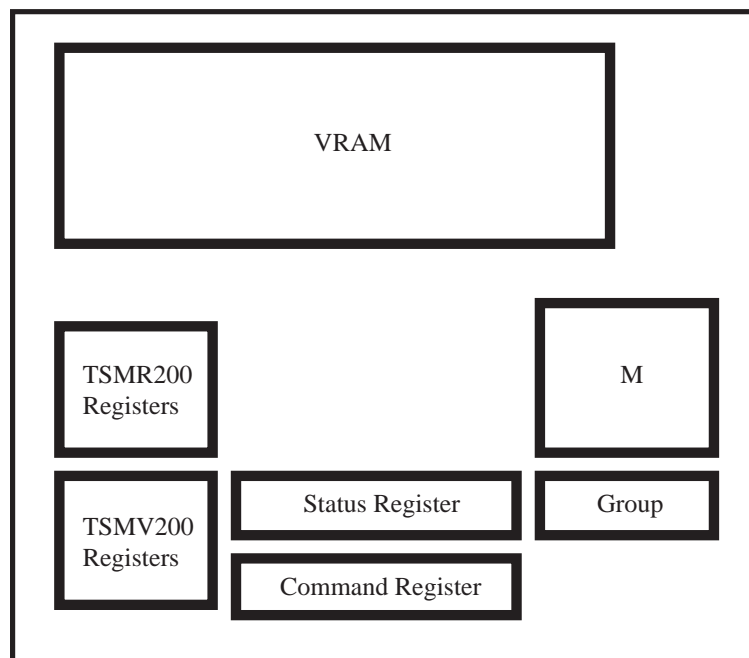 VRAM
TSMR200
Registers
M
TSMV200
Registers
Status Register
Group
Command Register